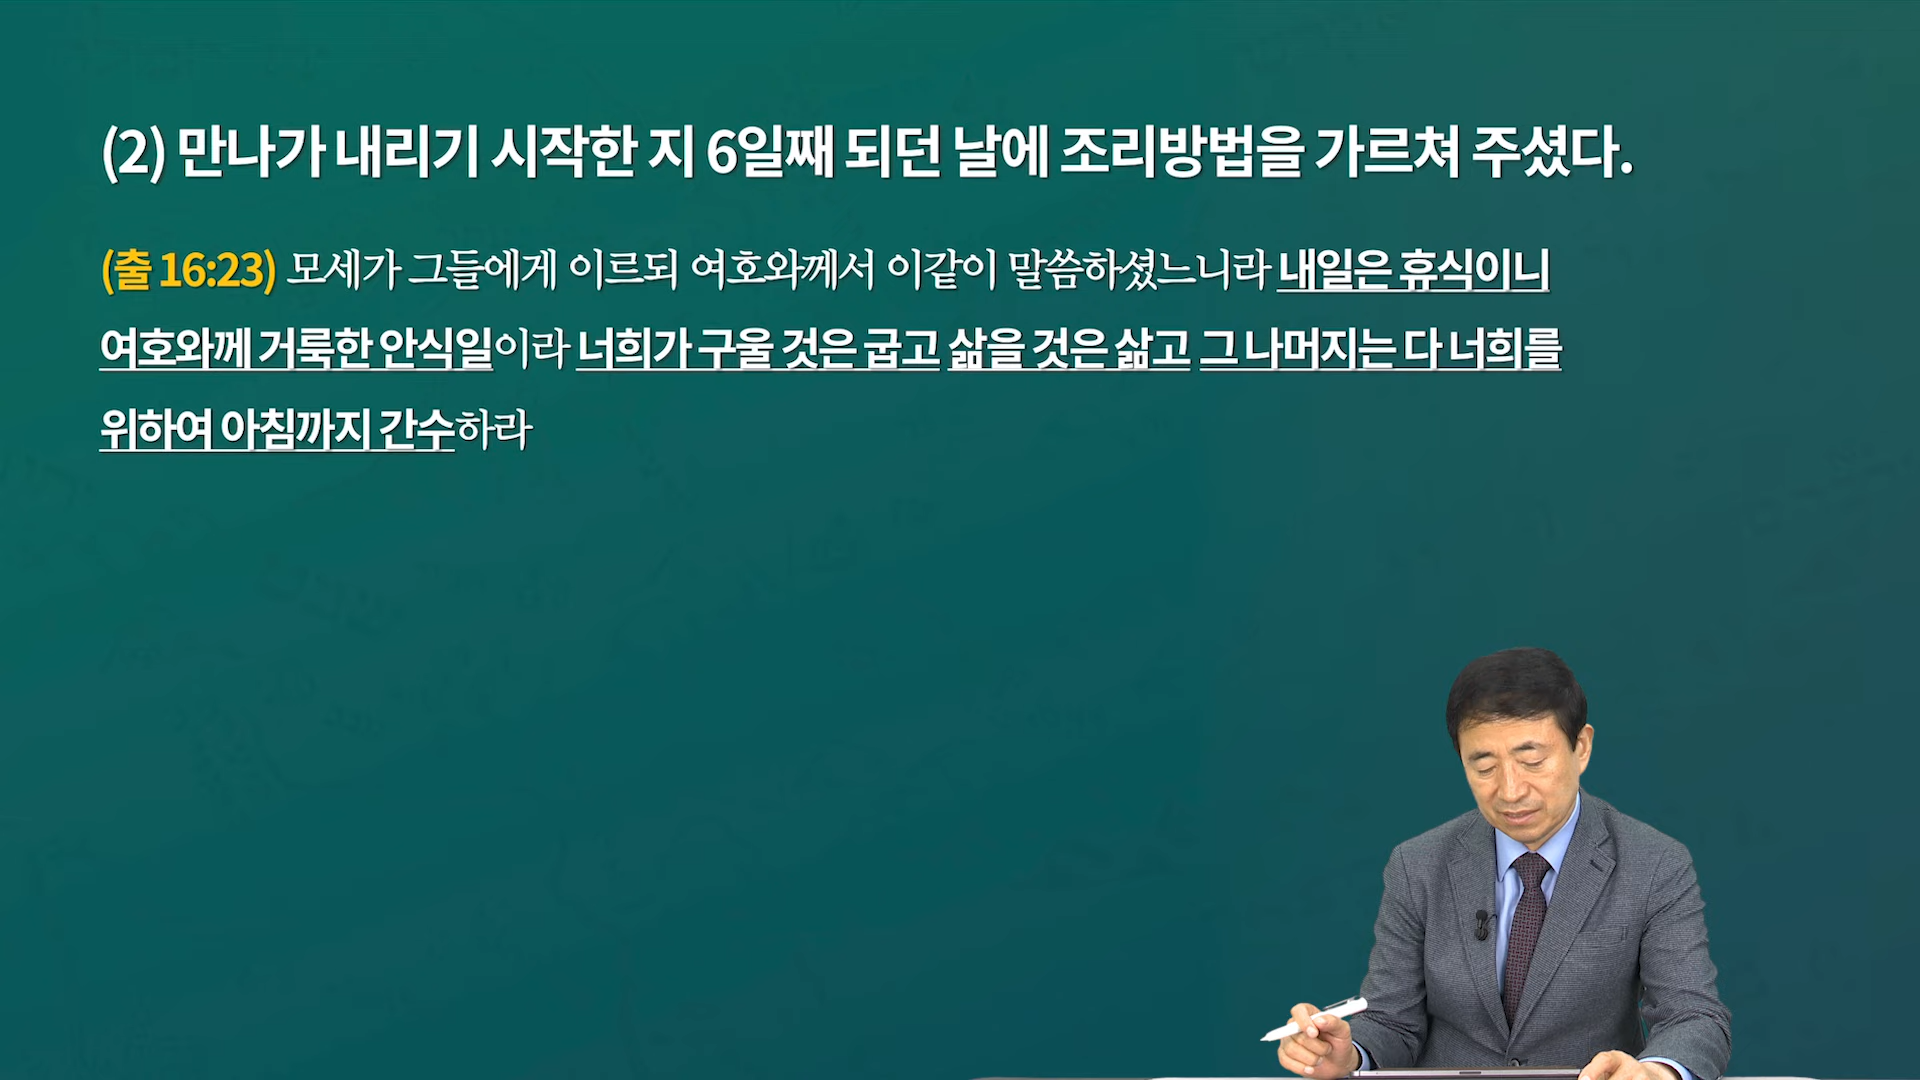 (2) 만나가 내리기 시작한 지 6일째 되던 날에 조리방법을 가르쳐 주셨다.
(출 16:23) 모세가 그들에게 이르되 여호와께서 이같이 말씀하셨느니라 내일은 휴식이니
여호와께 거룩한 안식일이라 너희가 구울 것은 굽고 삶을 것은 삶고 그 나머지는 다 너희를
위하여 아침까지 간수하라